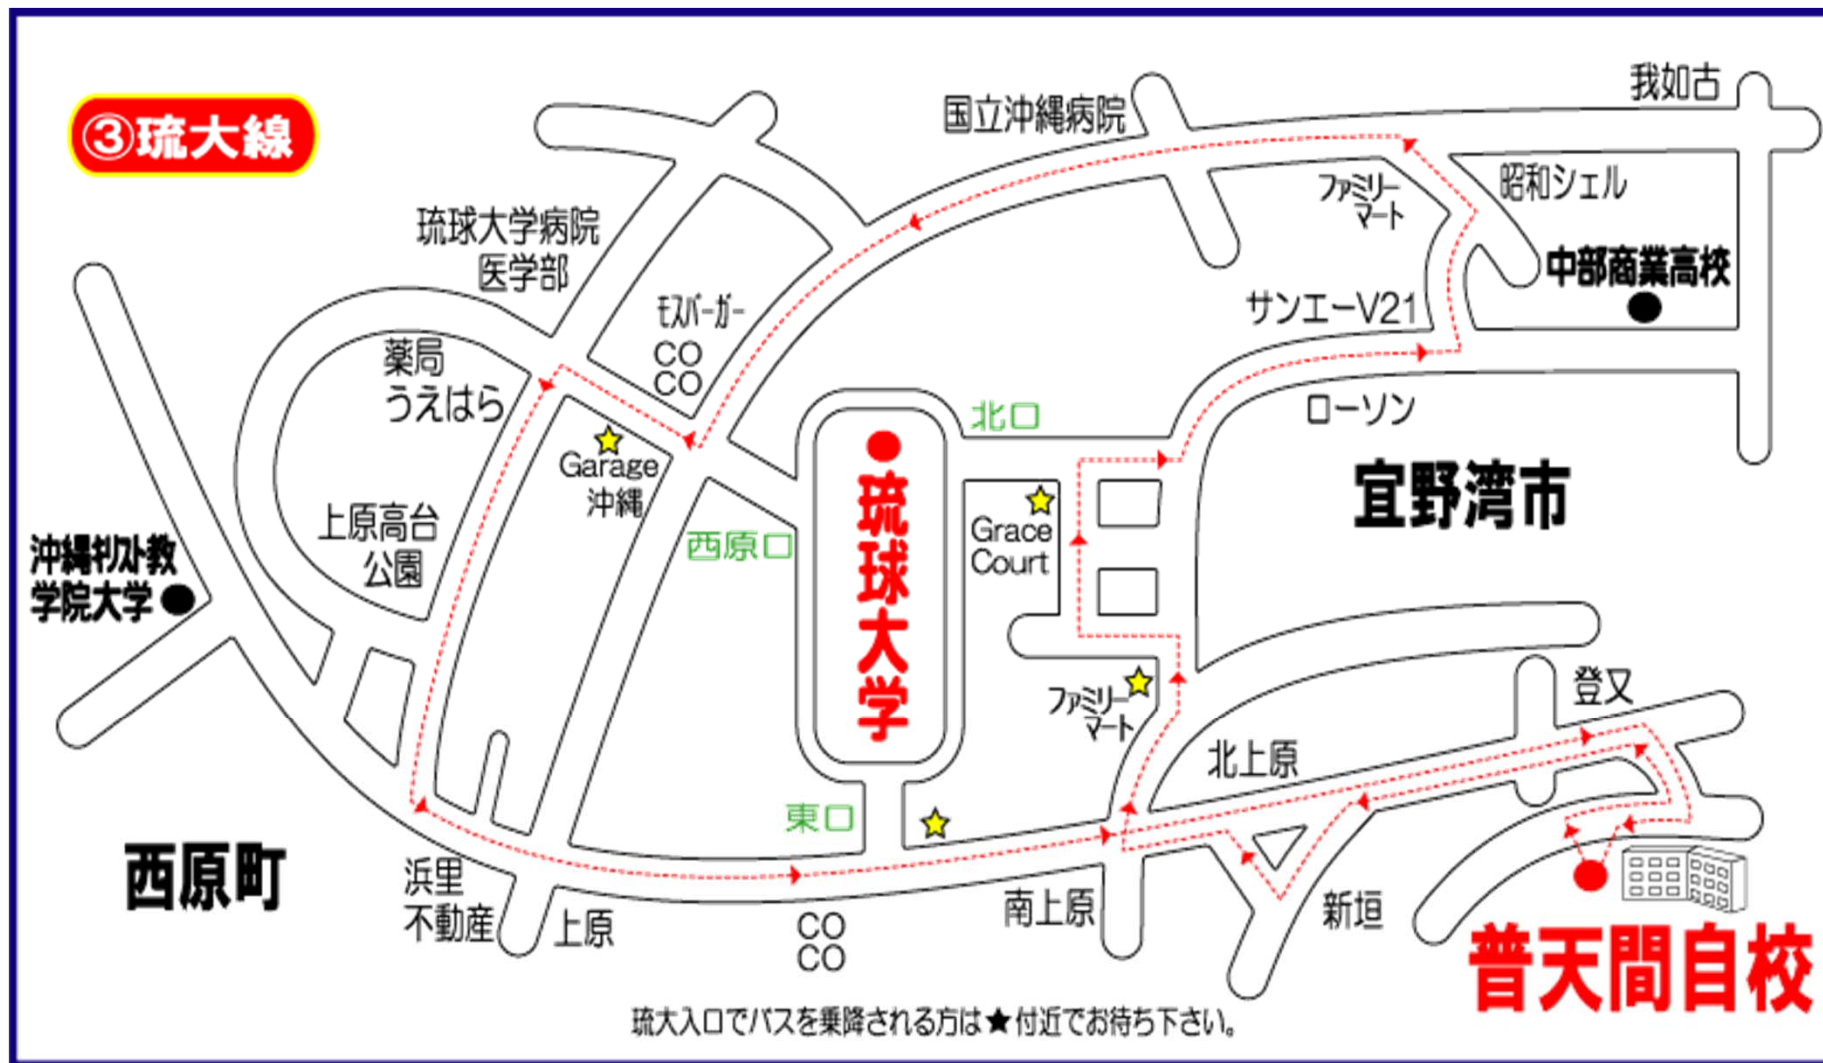 ③琉大線
国立沖縄病院
我如古
昭和シェル
ファミリー
マート
中部商業高校
琉球大学病院
医学部
モスバーガー
CO
CO
サンエーV21
薬局
うえはら
北口
ローソン
Garage
沖縄
宜野湾市
上原高台
公園
西原口
琉球大学
Grace
Court
沖縄キリスト教
学院大学
ファミリー
マート
登又
北上原
東口
西原町
浜里
不動産
上原
CO
CO
南上原
新垣
普天間自校
琉大入口でバスを乗降される方は★付近でお待ち下さい。